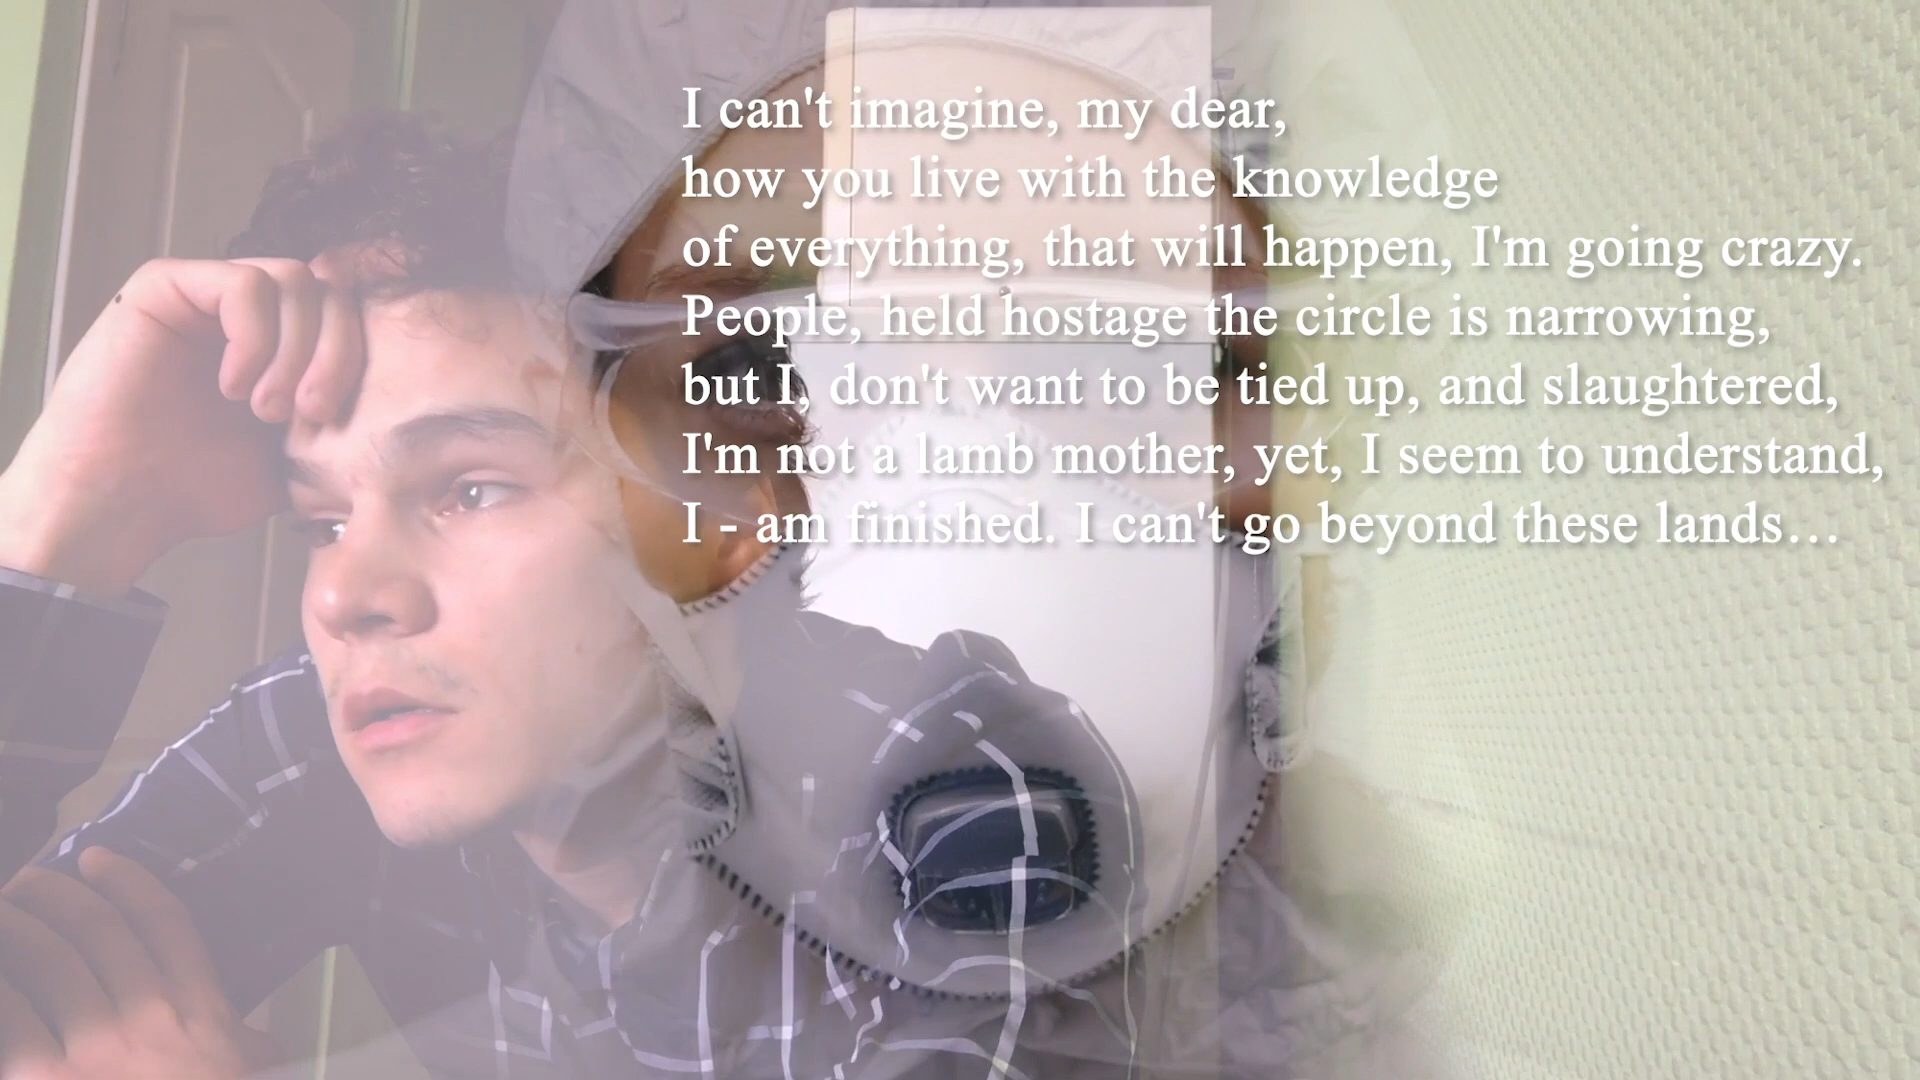 I can't imagine, my dear,
how you live with the knowledge
of everything, that will happen, I'm going crazy.
People, held hostage the circle is narrowing,
but I, don't want to be tied up, and slaughtered,
I'm not a lamb mother, yet, I seem to understand,
I - am finished. I can't go beyond these lands…